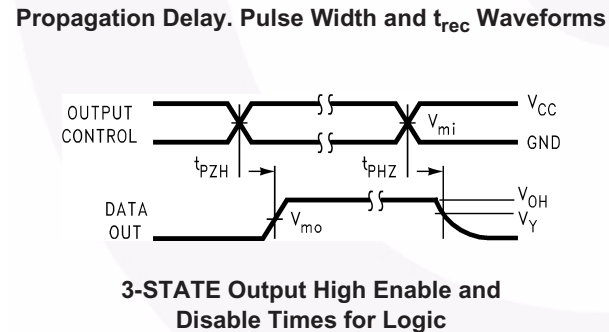 Propagation Delay. Pulse Width and trec Waveforms
OUTPUT
CONTROL
VCC
Vmi
GND
tPZH
tPHZ
DATA
OUT
Vmo
VOH
VY
3-STATE Output High Enable and
Disable Times for Logic